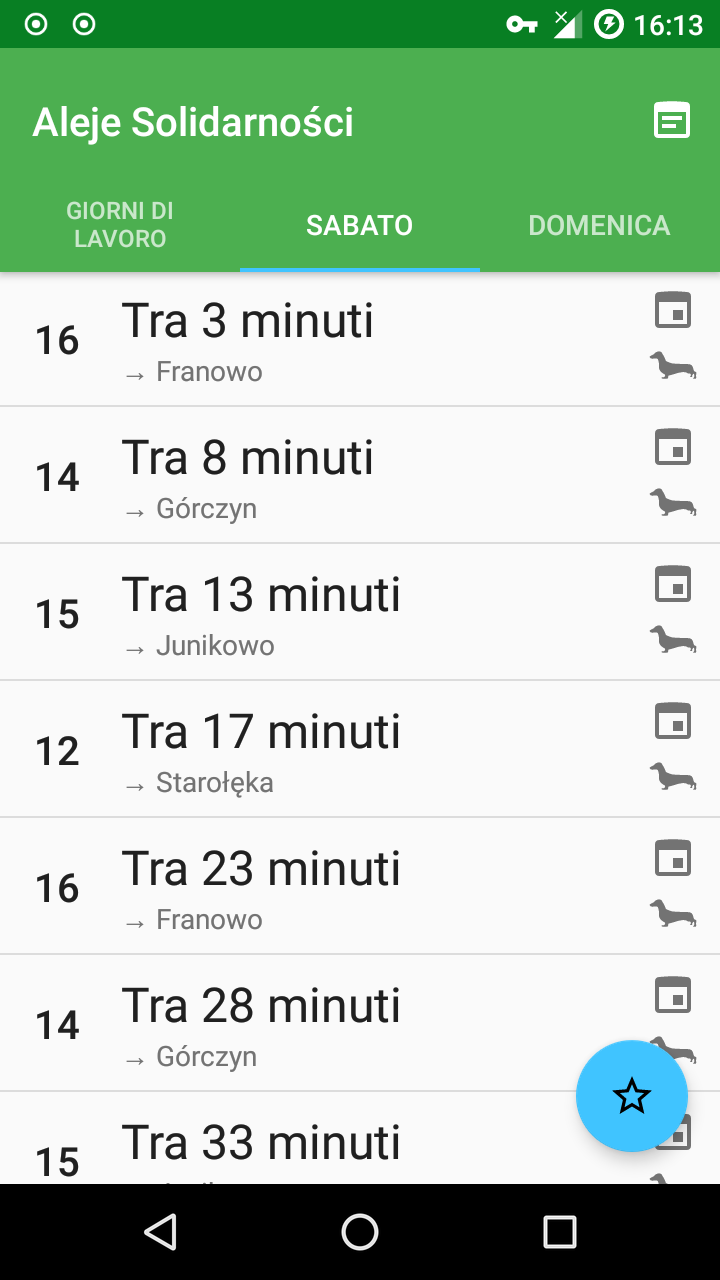 16:13
Aleje Solidarności
GIORNI DI
LAVORO
SABATO
DOMENICA
16
Tra 3 minuti
→ Franowo
14
Tra 8 minuti
→ Górczyn
15
Tra 13 minuti
→ Junikowo
12
Tra 17 minuti
→ Starołęka
16
Tra 23 minuti
→ Franowo
14
Tra 28 minuti
→ Górczyn
15
Tra 33 minuti